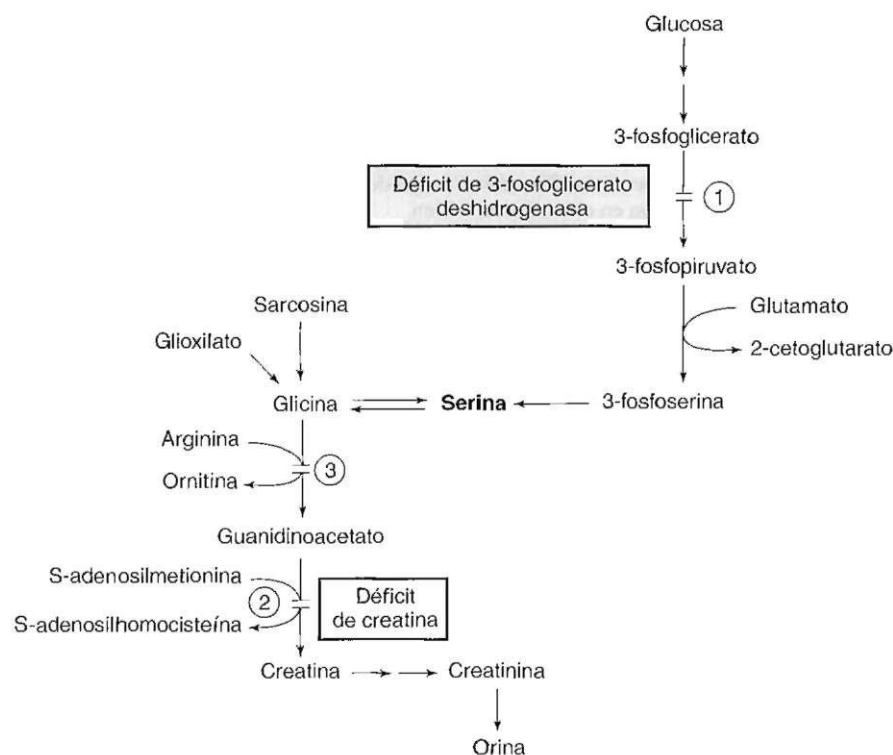 Glucosa
3-fosfoglicerato
Déficit de 3-fosfoglicerato
deshidrogenasa
1
3-fosfopiruvato
Sarcosina
Glutamato
Glioxilato
2-cetoglutarato
Glicina
Serina
3-fosfoserina
Arginina
3
Ornitina
Guanidinoacetato
S-adenosilmetionina
2
Déficit
de creatina
S-adenosilhomocisteína
Creatina
Creatinina
Orina